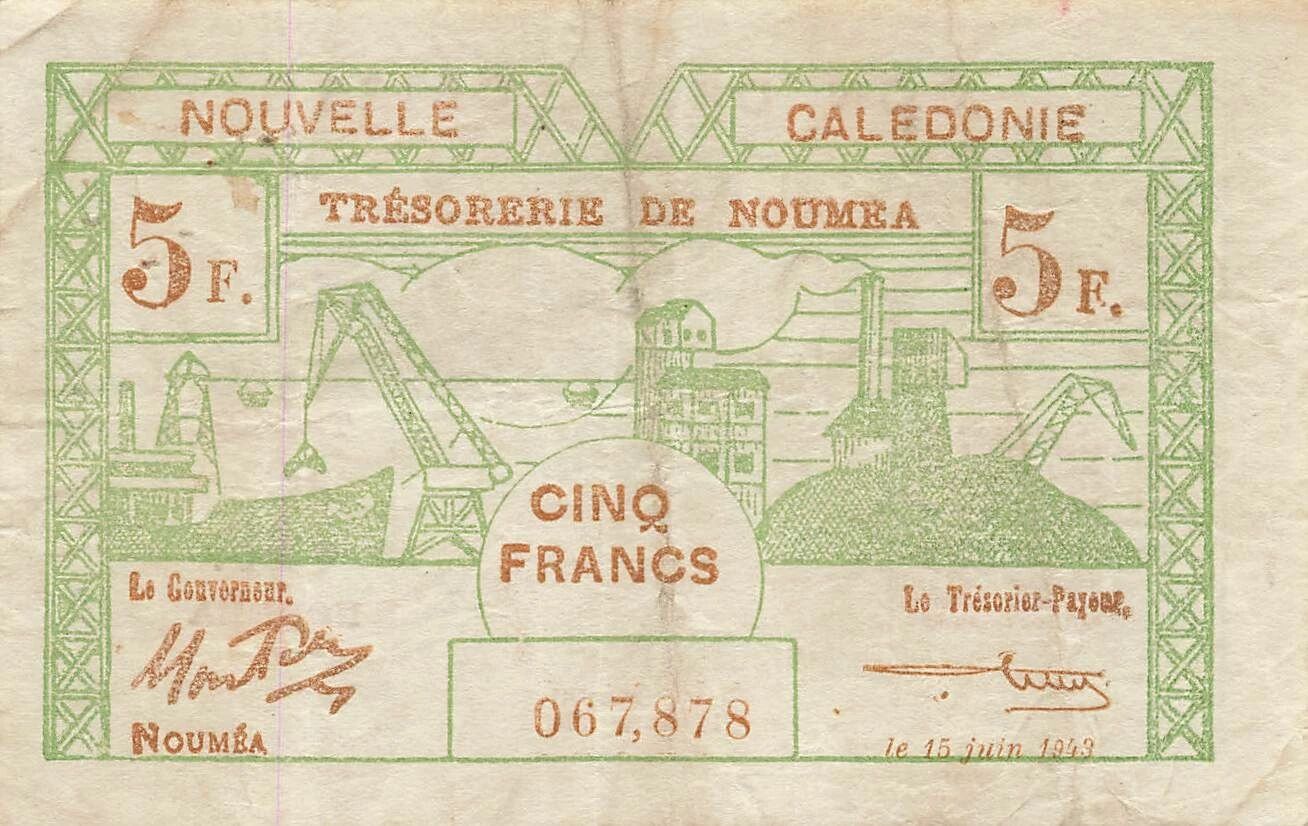 NOUVELLE CALEDONIE
TRÉSORERIE DE NOUMEA
5 F. 5 F.
CINQ
FRANCS
Le Gouverneur. Le Trésorier-Payeur.
067,878
NOUMÉA
le 15 juin 1943